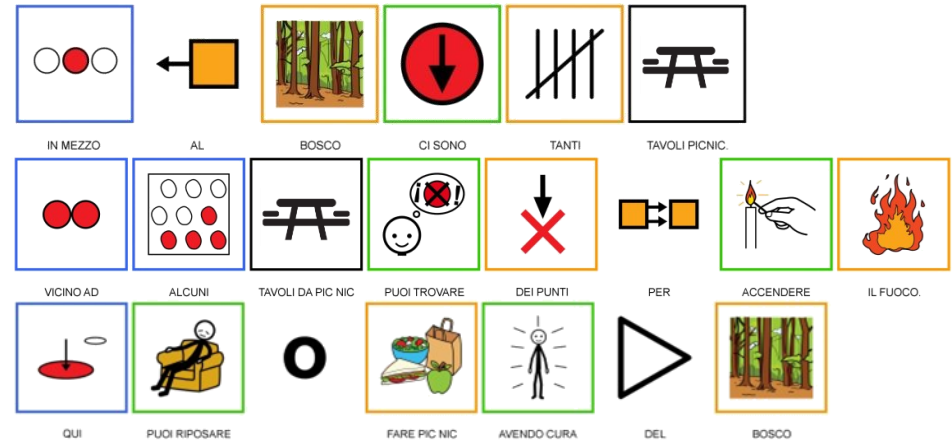 IN MEZZO AL BOSCO CI SONO TANTI TAVOLI PICNIC.
VICINO AD ALCUNI TAVOLI DA PIC NIC PUOI TROVARE DEI PUNTI PER ACCENDERE IL FUOCO.
O
QUI PUOI RIPOSARE FARE PIC NIC AVENDO CURA DEL BOSCO